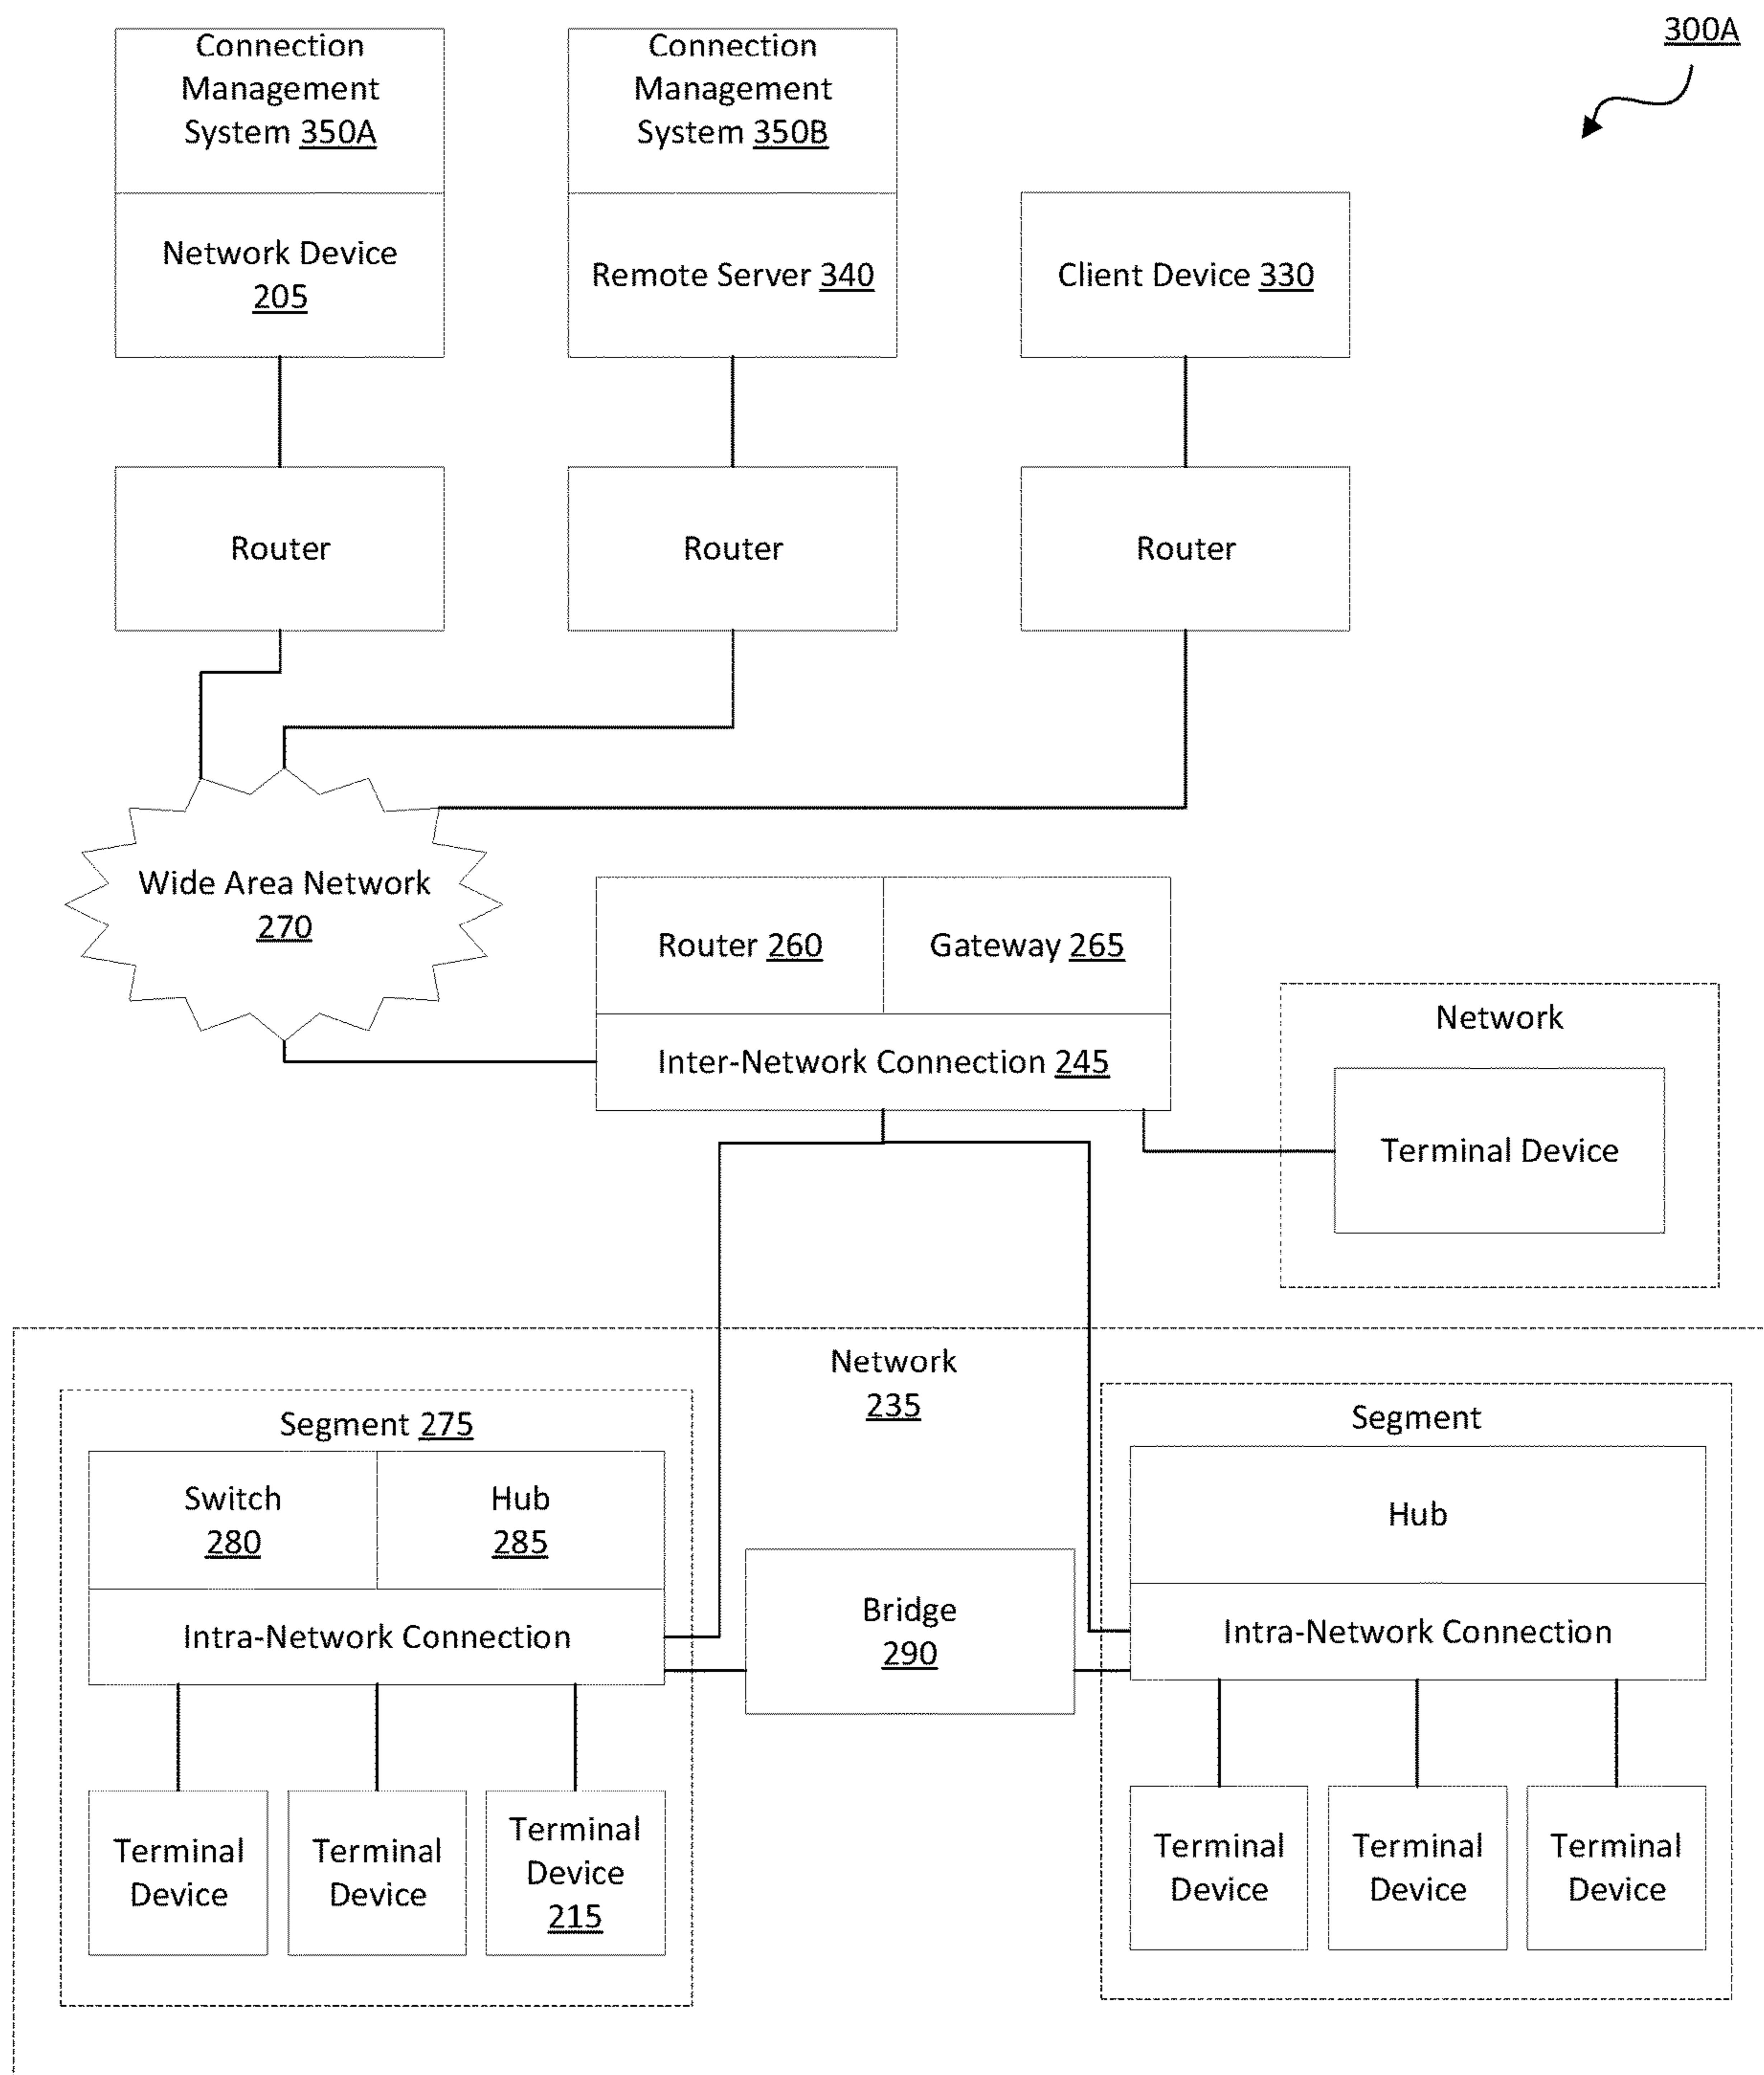 300A
Connection
Management
System 350A
Network Device
205
Connection
Management
System 350B
Remote Server 340
Client Device 330
Router
Router
Router
Wide Area Network
270
Router 260
Gateway 265
Inter-Network Connection 245
Network
Terminal Device
Network
235
Segment 275
Switch
280
Hub
285
Intra-Network Connection
Bridge
290
Segment
Hub
Intra-Network Connection
Terminal
Device
Terminal
Device
Terminal
Device
215
Terminal
Device
Terminal
Device
Terminal
Device